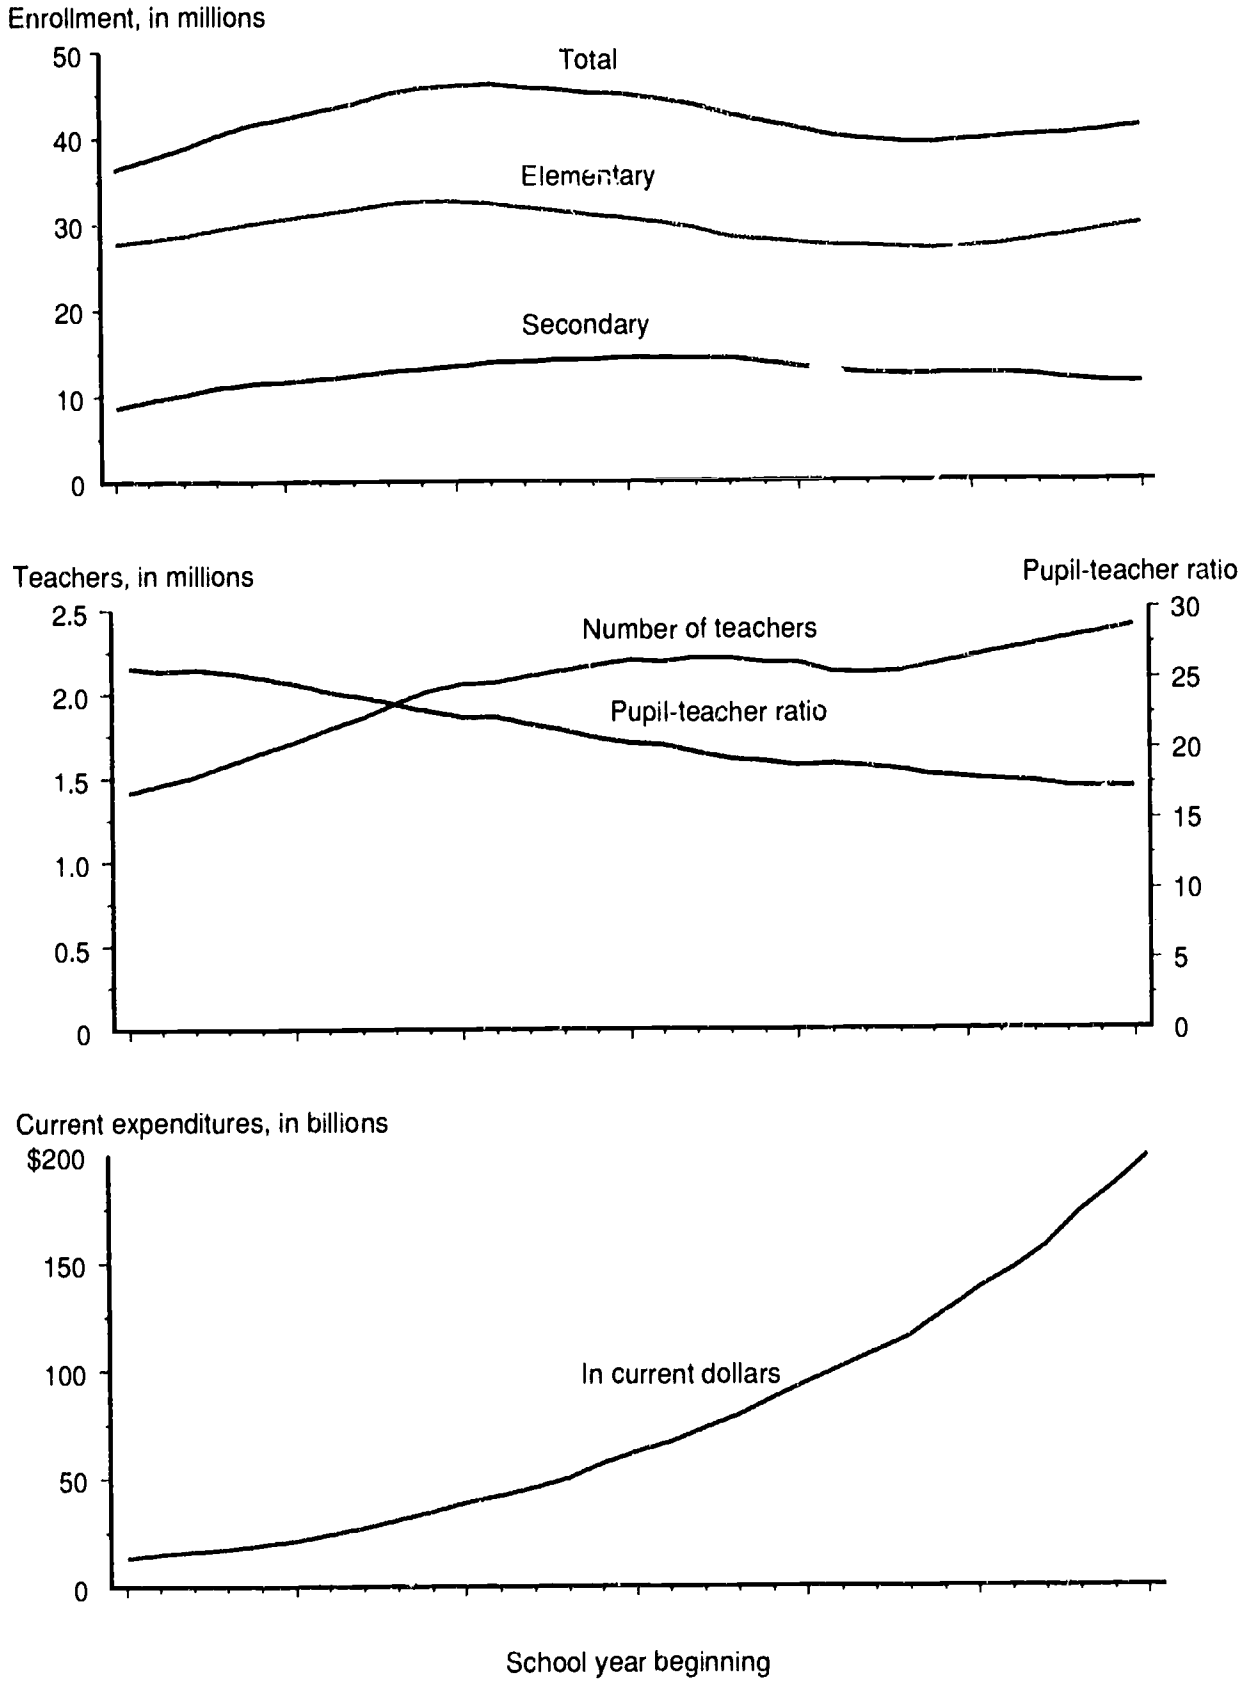 Enrollment, in millions
50
Total
40
Elementary
30
20
Secondary
10
0
Teachers, in millions
Pupil-teacher ratio
2.5
30
Number of teachers
25
2.0
Pupil-teacher ratio
20
1.5
15
1.0
10
0.5
5
0
0
Current expenditures, in billions
$200
150
100
In current dollars
50
0
School year beginning